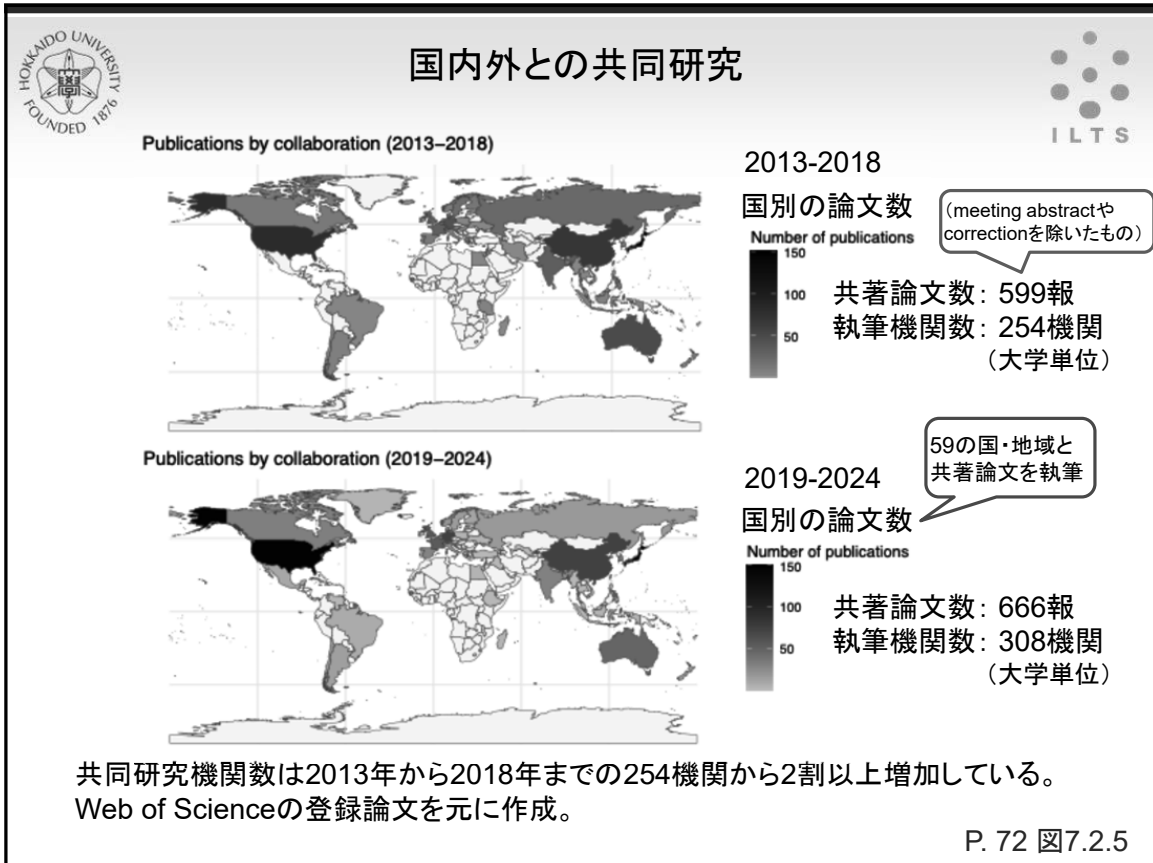 国内外との共同研究
HOKKAIDO UNIVERSITY
FOUNDED 1876
ILTS
Publications by collaboration (2013–2018)
2013-2018
国別の論文数
（meeting abstractや
correctionを除いたもの）
Number of publications
150
100
50
共著論文数： 599報
執筆機関数： 254機関
（大学単位）
Publications by collaboration (2019–2024)
59の国・地域と
共著論文を執筆
2019-2024
国別の論文数
Number of publications
150
100
50
共著論文数： 666報
執筆機関数： 308機関
（大学単位）
共同研究機関数は2013年から2018年までの254機関から2割以上増加している。
Web of Scienceの登録論文を元に作成。
P. 72 図7.2.5